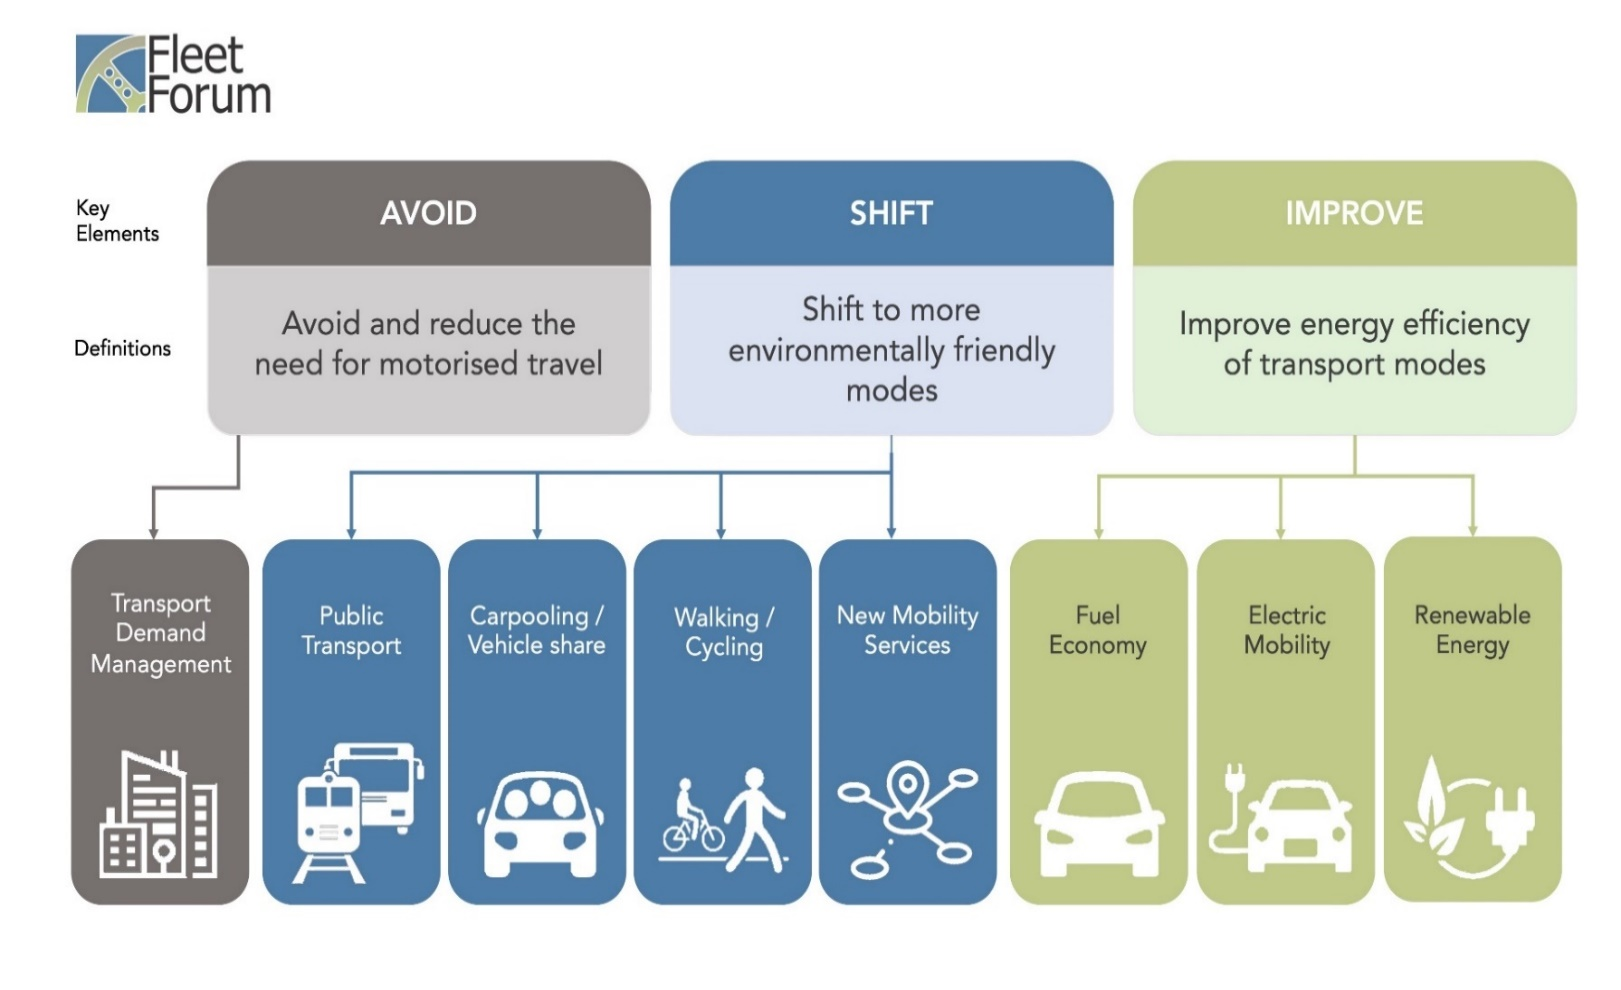 Fleet
Forum
Key
Elements
AVOID
SHIFT
IMPROVE
Definitions
Avoid and reduce the
need for motorised travel
Shift to more
environmentally friendly
modes
Improve energy efficiency
of transport modes
Transport
Demand
Management
Public
Transport
Carpooling /
Vehicle share
Walking /
Cycling
New Mobility
Services
Fuel
Economy
Electric
Mobility
Renewable
Energy